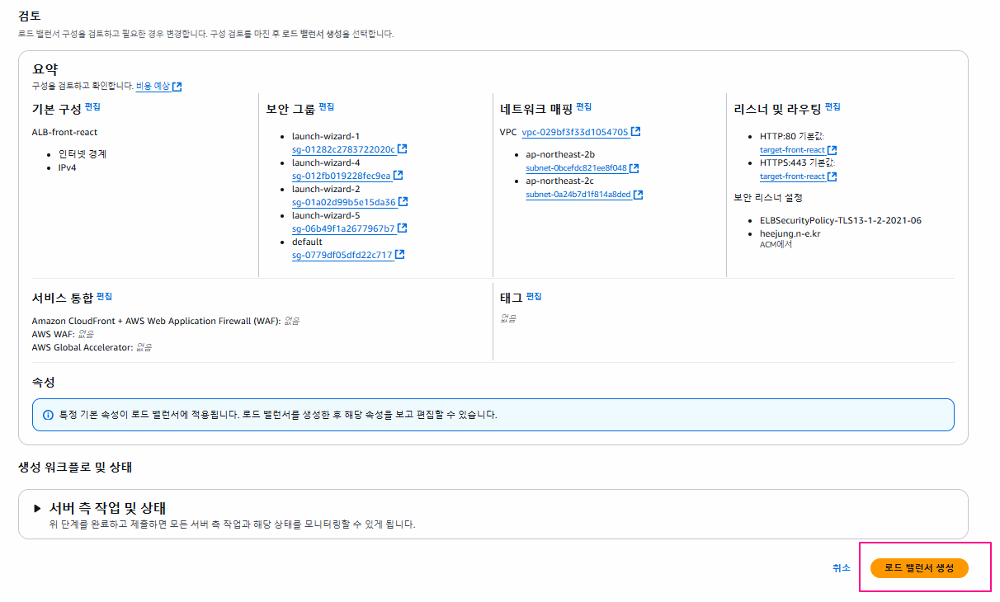 검토
로드 밸런서 구성을 검토하고 필요한 경우 변경합니다. 구성 검토를 마친 후 로드 밸런서 생성을 선택합니다.
요약
구성을 검토하고 확인합니다. 비용 예상
기본 구성 편집
ALB-front-react
인터넷 경계
IPv4
보안 그룹 편집
launch-wizard-1
sg-01282c2783722020c
launch-wizard-4
sg-012fb019228fec9ea
launch-wizard-2
sg-01a02d99b5e15da36
launch-wizard-5
sg-06b49f1a2677967b7
default
sg-0779df05dfd22c717
네트워크 매핑 편집
VPC vpc-029bf3f33d1054705
ap-northeast-2b
subnet-0bcefdc821ee8f048
ap-northeast-2c
subnet-0a24b7d1f814a8ded
리스너 및 라우팅 편집
HTTP:80 기본값:
target-front-react
HTTPS:443 기본값:
target-front-react
보안 리스너 설정
ELBSecurityPolicy-TLS13-1-2-2021-06
heejung.n-e.kr
ACM에서
서비스 통합 편집
Amazon CloudFront + AWS Web Application Firewall (WAF): 없음
AWS WAF: 없음
AWS Global Accelerator: 없음
태그 편집
없음
속성
특정 기본 속성이 로드 밸런서에 적용됩니다. 로드 밸런서를 생성한 후 해당 속성을 보고 편집할 수 있습니다.
생성 워크플로 및 상태
서버 측 작업 및 상태
위 단계를 완료하고 제출하면 모든 서버 측 작업과 해당 상태를 모니터링할 수 있게 됩니다.
취소
로드 밸런서 생성